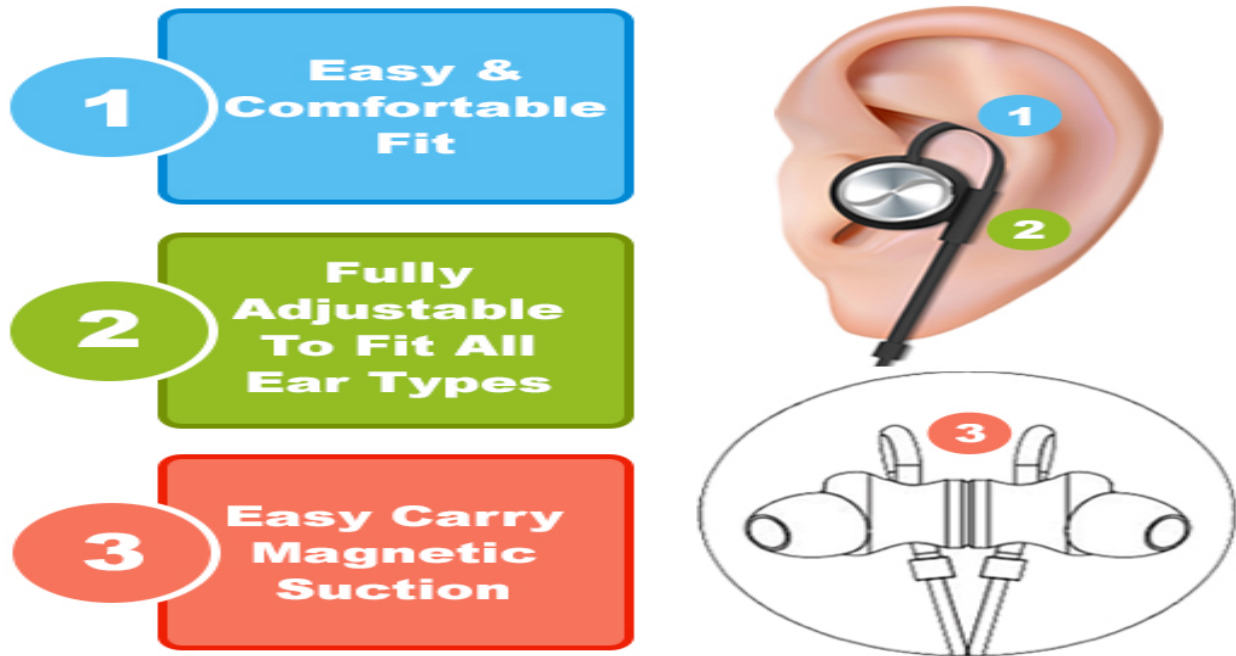 1
Easy &
Comfortable
Fit
2
Fully
Adjustable
To Fit All
Ear Types
3
Easy Carry
Magnetic
Suction
1
2
3